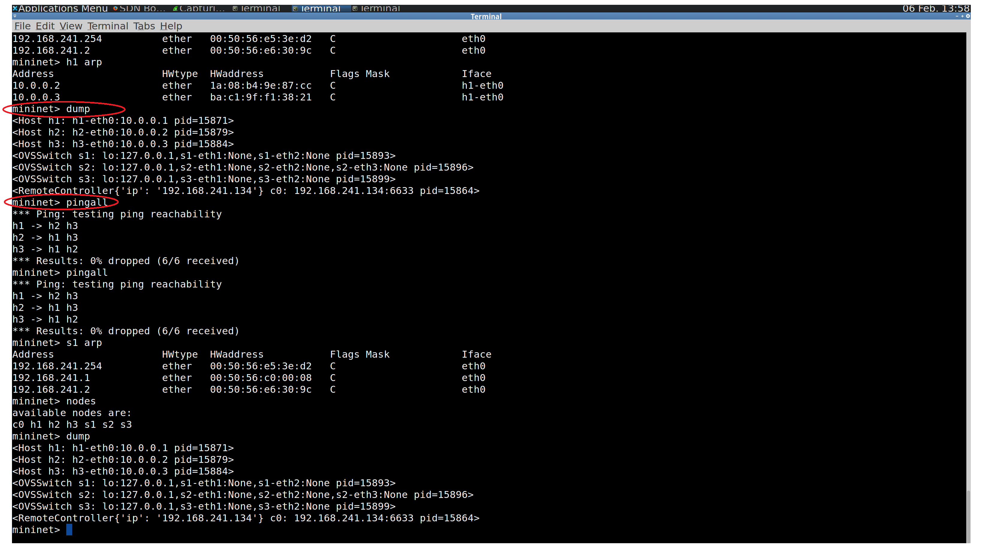 Applications Menu SDN Bo... Capturi... Terminal Terminal Terminal 06 Feb. 13:58
Terminal
File Edit View Terminal Tabs Help
192.168.241.254 ether 00:50:56:e5:3e:d2 C eth0
192.168.241.2 ether 00:50:56:e6:30:9c C eth0
mininet> h1 arp
Address HWtype HWaddress Flags Mask Iface
10.0.0.2 ether 1a:08:b4:9e:87:cc C h1-eth0
10.0.0.3 ether ba:c1:9f:f1:38:21 C h1-eth0
mininet> dump
<Host h1: h1-eth0:10.0.0.1 pid=15871>
<Host h2: h2-eth0:10.0.0.2 pid=15879>
<Host h3: h3-eth0:10.0.0.3 pid=15884>
<OVSSwitch s1: lo:127.0.0.1,s1-eth1:None,s1-eth2:None pid=15893>
<OVSSwitch s2: lo:127.0.0.1,s2-eth1:None,s2-eth2:None,s2-eth3:None pid=15896>
<OVSSwitch s3: lo:127.0.0.1,s3-eth1:None,s3-eth2:None pid=15899>
<RemoteController{'ip': '192.168.241.134'} c0: 192.168.241.134:6633 pid=15864>
mininet> pingall
*** Ping: testing ping reachability
h1 -> h2 h3
h2 -> h1 h3
h3 -> h1 h2
*** Results: 0% dropped (6/6 received)
mininet> pingall
*** Ping: testing ping reachability
h1 -> h2 h3
h2 -> h1 h3
h3 -> h1 h2
*** Results: 0% dropped (6/6 received)
mininet> s1 arp
Address HWtype HWaddress Flags Mask Iface
192.168.241.254 ether 00:50:56:e5:3e:d2 C eth0
192.168.241.1 ether 00:50:56:c0:00:08 C eth0
192.168.241.2 ether 00:50:56:e6:30:9c C eth0
mininet> nodes
available nodes are:
c0 h1 h2 h3 s1 s2 s3
mininet> dump
<Host h1: h1-eth0:10.0.0.1 pid=15871>
<Host h2: h2-eth0:10.0.0.2 pid=15879>
<Host h3: h3-eth0:10.0.0.3 pid=15884>
<OVSSwitch s1: lo:127.0.0.1,s1-eth1:None,s1-eth2:None pid=15893>
<OVSSwitch s2: lo:127.0.0.1,s2-eth1:None,s2-eth2:None,s2-eth3:None pid=15896>
<OVSSwitch s3: lo:127.0.0.1,s3-eth1:None,s3-eth2:None pid=15899>
<RemoteController{'ip': '192.168.241.134'} c0: 192.168.241.134:6633 pid=15864>
mininet>